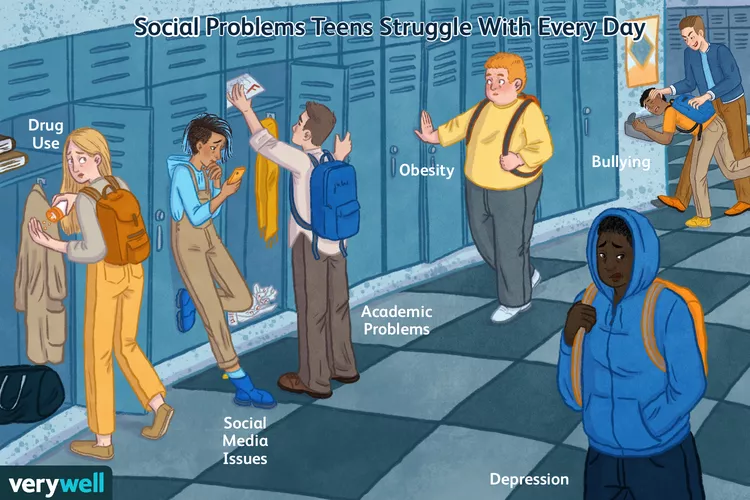 Social Problems Teens Struggle With Every Day
Drug
Use
Obesity
Bullying
F
Academic
Problems
Social
Media
Issues
Depression
verywell